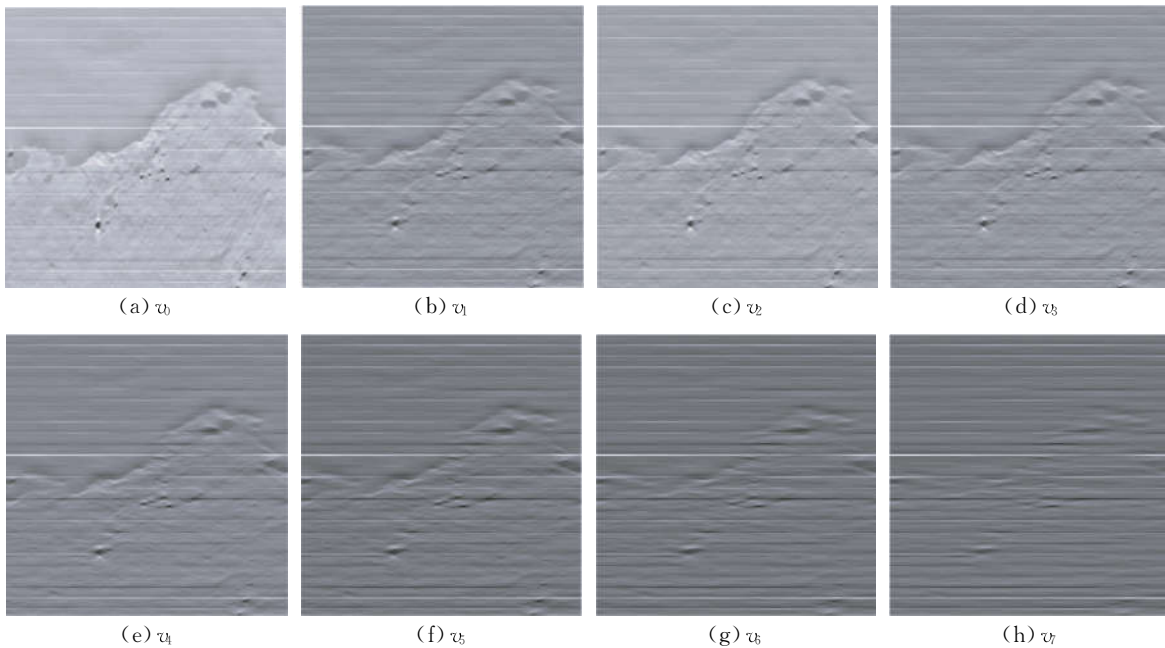 (a) v₀ (b) v₁ (c) v₂ (d) v₃
(e) v₄ (f) v₅ (g) v₆ (h) v₇